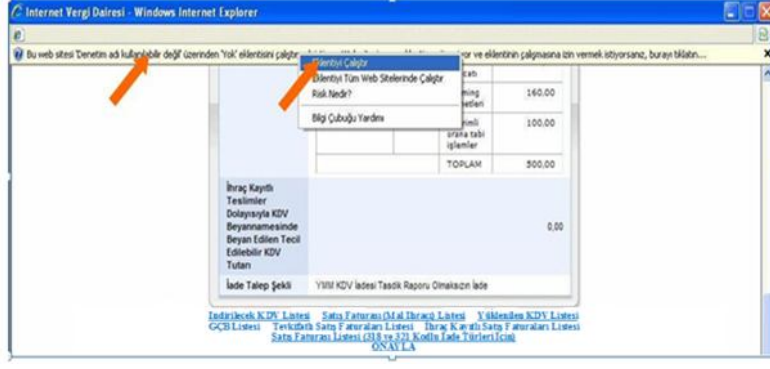 Internet Vergi Dairesi - Windows Internet Explorer
Bu web sitesi 'Denetim adı kullanılabilir değil' üzerinden 'Yok' eklentisini çalıştır ve eklentinin çalışmasına izin vermek istiyorsanız, burayı tıklatın...
Eklentiyi Çalıştır
Eklentiyi Tüm Web Sitelerinde Çalıştır
Risk Nedir?
160.00
Bilgi Çubuğu Yardımı
100.00
orana tabi
işlemler
TOPLAM 500,00
İhraç Kayıtlı
Teslimler
Dolayısıyla KDV
Beyannamesinde
Beyan Edilen Tecil
Edilebilir KDV
Tutarı
0,00
İade Talep Şekli YMM KDV İadesi Tasdik Raporu Olmaksızın İade
İndirilecek KDV Listesi Satış Faturası (Mal İhracı) Listesi Yüklenilen KDV Listesi
GÇB Listesi Tevkifatlı Satış Faturaları Listesi İhraç Kayıtlı Satış Faturaları Listesi
Satış Faturası Listesi (318 ve 321 Kodlu İade Türleri İçin)
ONAYLA